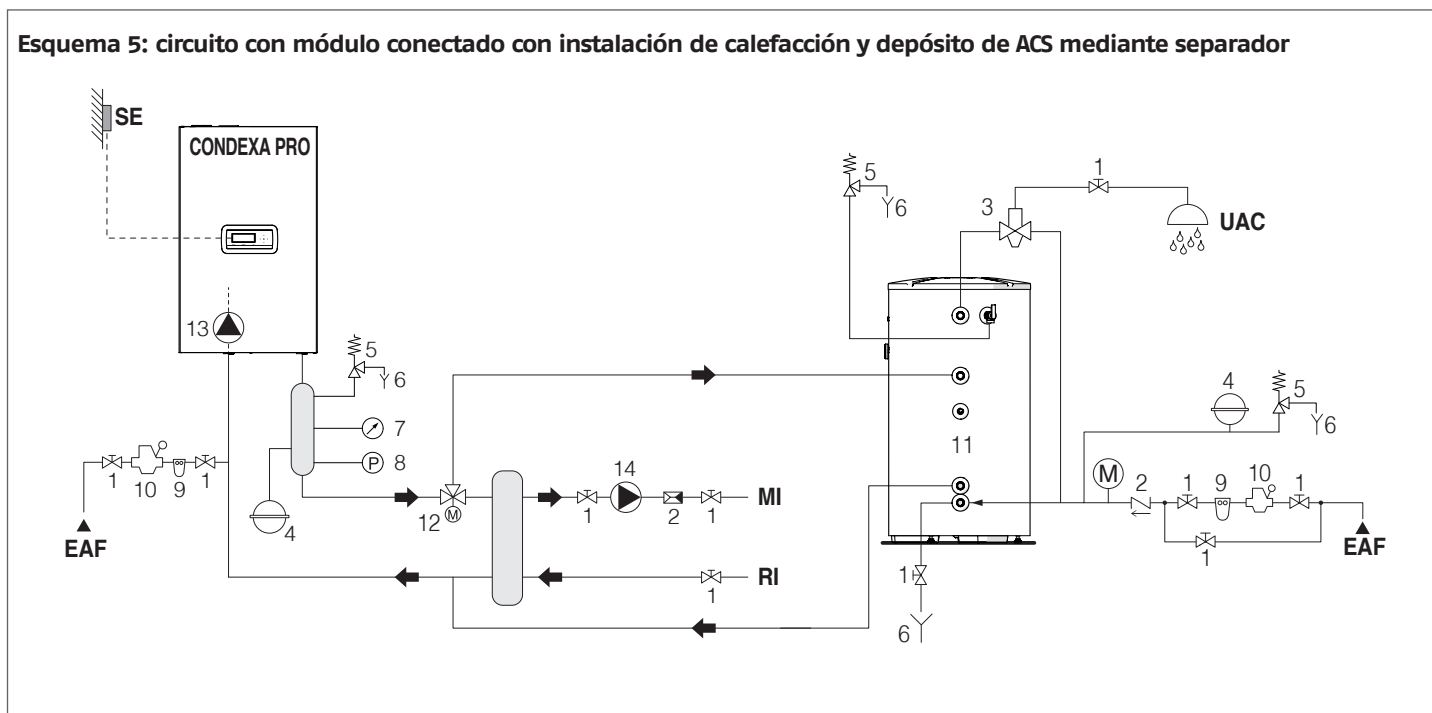 Esquema 5: circuito con módulo conectado con instalación de calefacción y depósito de ACS mediante separador
SE
CONDEXA PRO
13
5
6
7
8
P
4
1
10
9
1
EAF
12
M
1
14
2
1
MI
RI
1
5
6
3
1
UAC
11
4
5
6
M
2
1
9
10
1
1
EAF
1
6